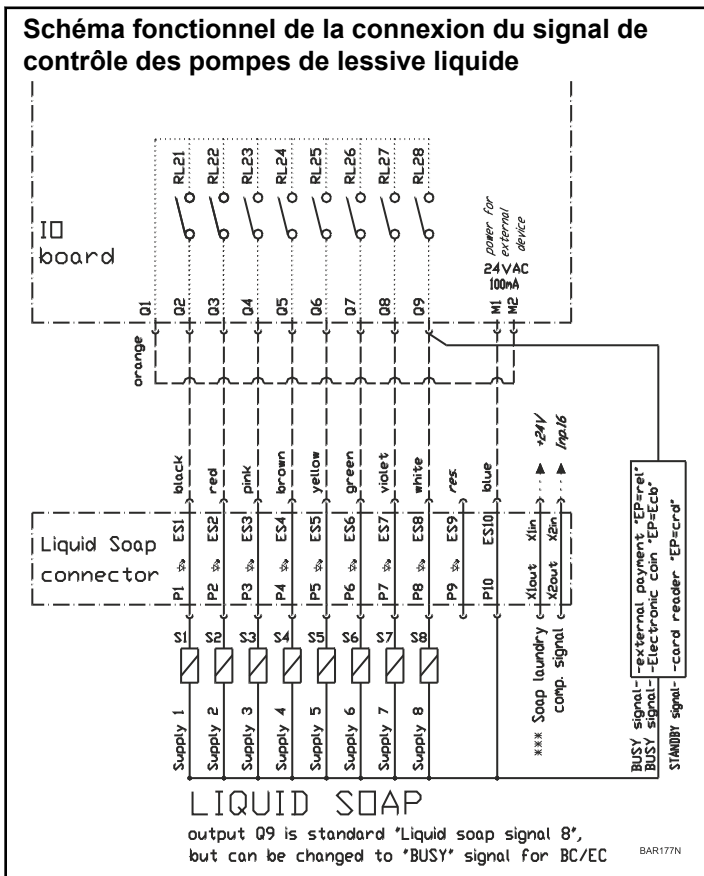 Schéma fonctionnel de la connexion du signal de
contrôle des pompes de lessive liquide
RL21 RL22 RL23 RL24 RL25 RL26 RL27 RL28
power for
external
device
24VAC
100mA
IO
board
Q1 Q2 Q3 Q4 Q5 Q6 Q7 Q8 Q9 M1 M2
orange
black red pink brown yellow green violet white res. blue
+24V
Inp.16
ES1 ES2 ES3 ES4 ES5 ES6 ES7 ES8 ES9 ES10 X1in X2in
Liquid Soap
connector
P1 P2 P3 P4 P5 P6 P7 P8 P9 P10 X1out X2out
S1 S2 S3 S4 S5 S6 S7 S8
Supply 1 Supply 2 Supply 3 Supply 4 Supply 5 Supply 6 Supply 7 Supply 8
*** Soap laundry
comp. signal
BUSY signal- -external payment "EP=rel"
BUSY signal- -Electronic coin "EP=Ecb"
STANDBY signal- -card reader "EP=crd"
LIQUID SOAP
output Q9 is standard "Liquid soap signal 8",
but can be changed to "BUSY" signal for BC/EC
BAR177N